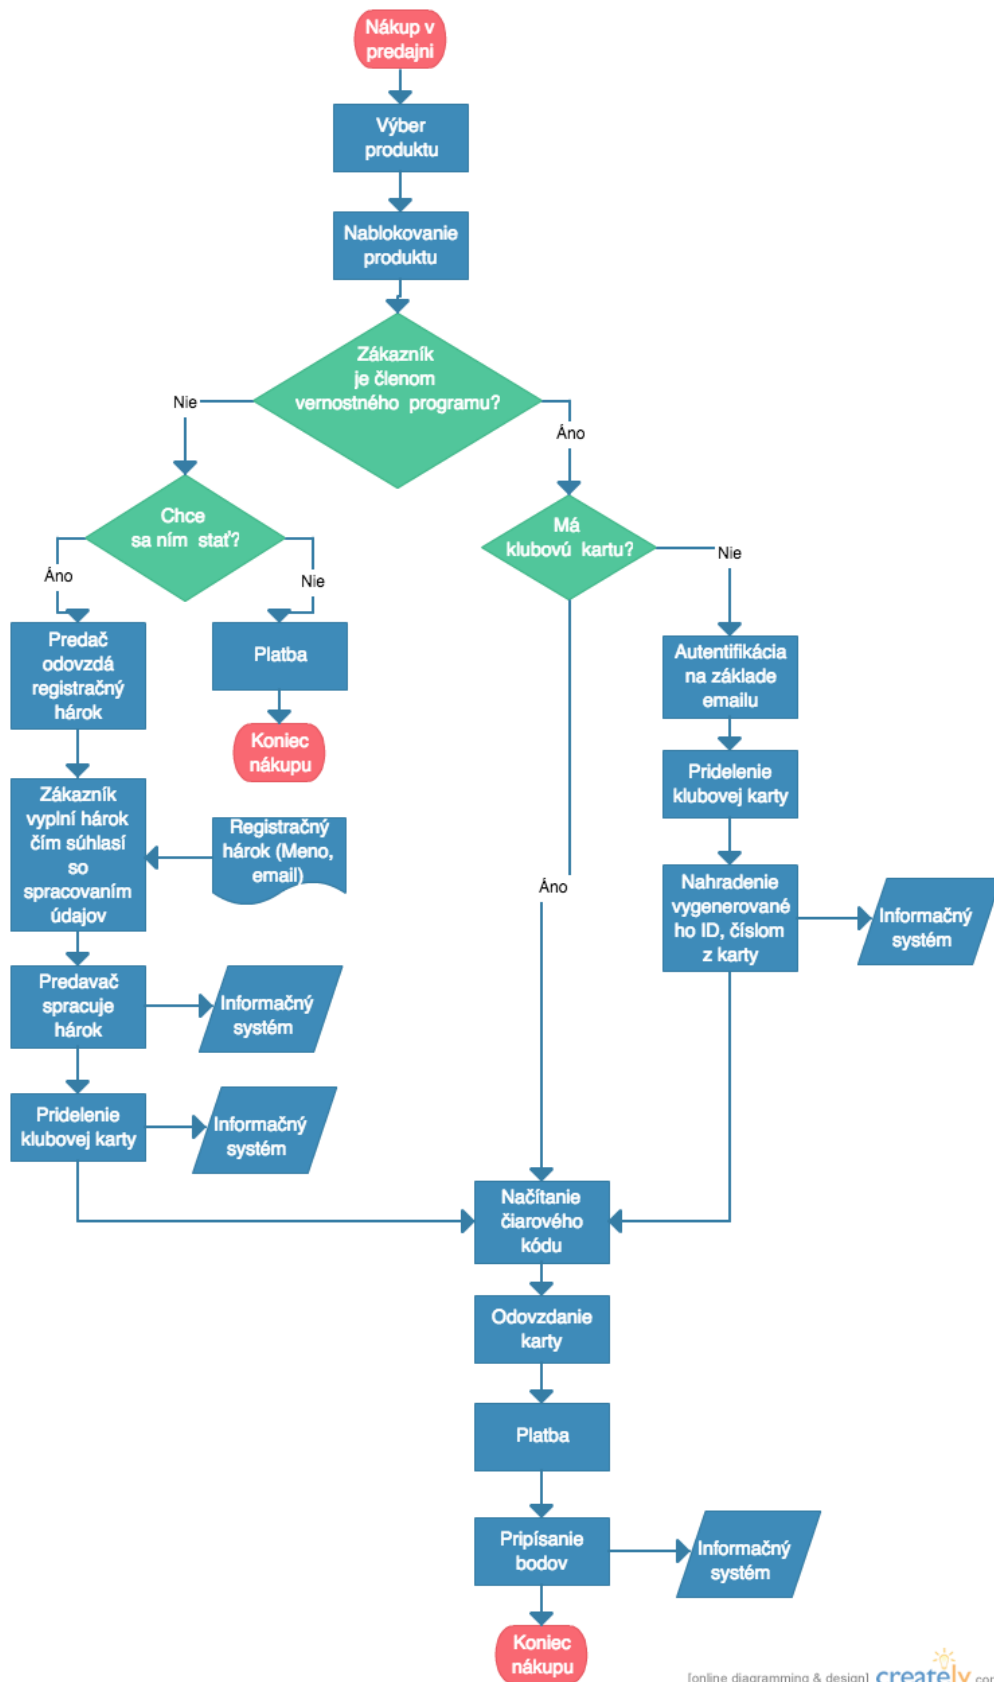 Nákup v
predajni
Výber
produktu
Nablokovanie
produktu
Zákazník
je členom
vernostného programu?
Nie
Áno
Chce
sa ním stať?
Má
klubovú kartu?
Áno
Nie
Nie
Predač
odovzdá
registračný
hárok
Platba
Autentifikácia
na základe
emailu
Koniec
nákupu
Pridelenie
klubovej karty
Zákazník
vyplní hárok
čím súhlasí
so
spracovaním
údajov
Registračný
hárok (Meno,
email)
Áno
Nahradenie
vygenerované
ho ID, číslom
z karty
Informačný
systém
Predavač
spracuje
hárok
Informačný
systém
Pridelenie
klubovej karty
Informačný
systém
Načítanie
čiarového
kódu
Odovzdanie
karty
Platba
Pripísanie
bodov
Informačný
systém
Koniec
nákupu
[online diagramming & design] creately.com